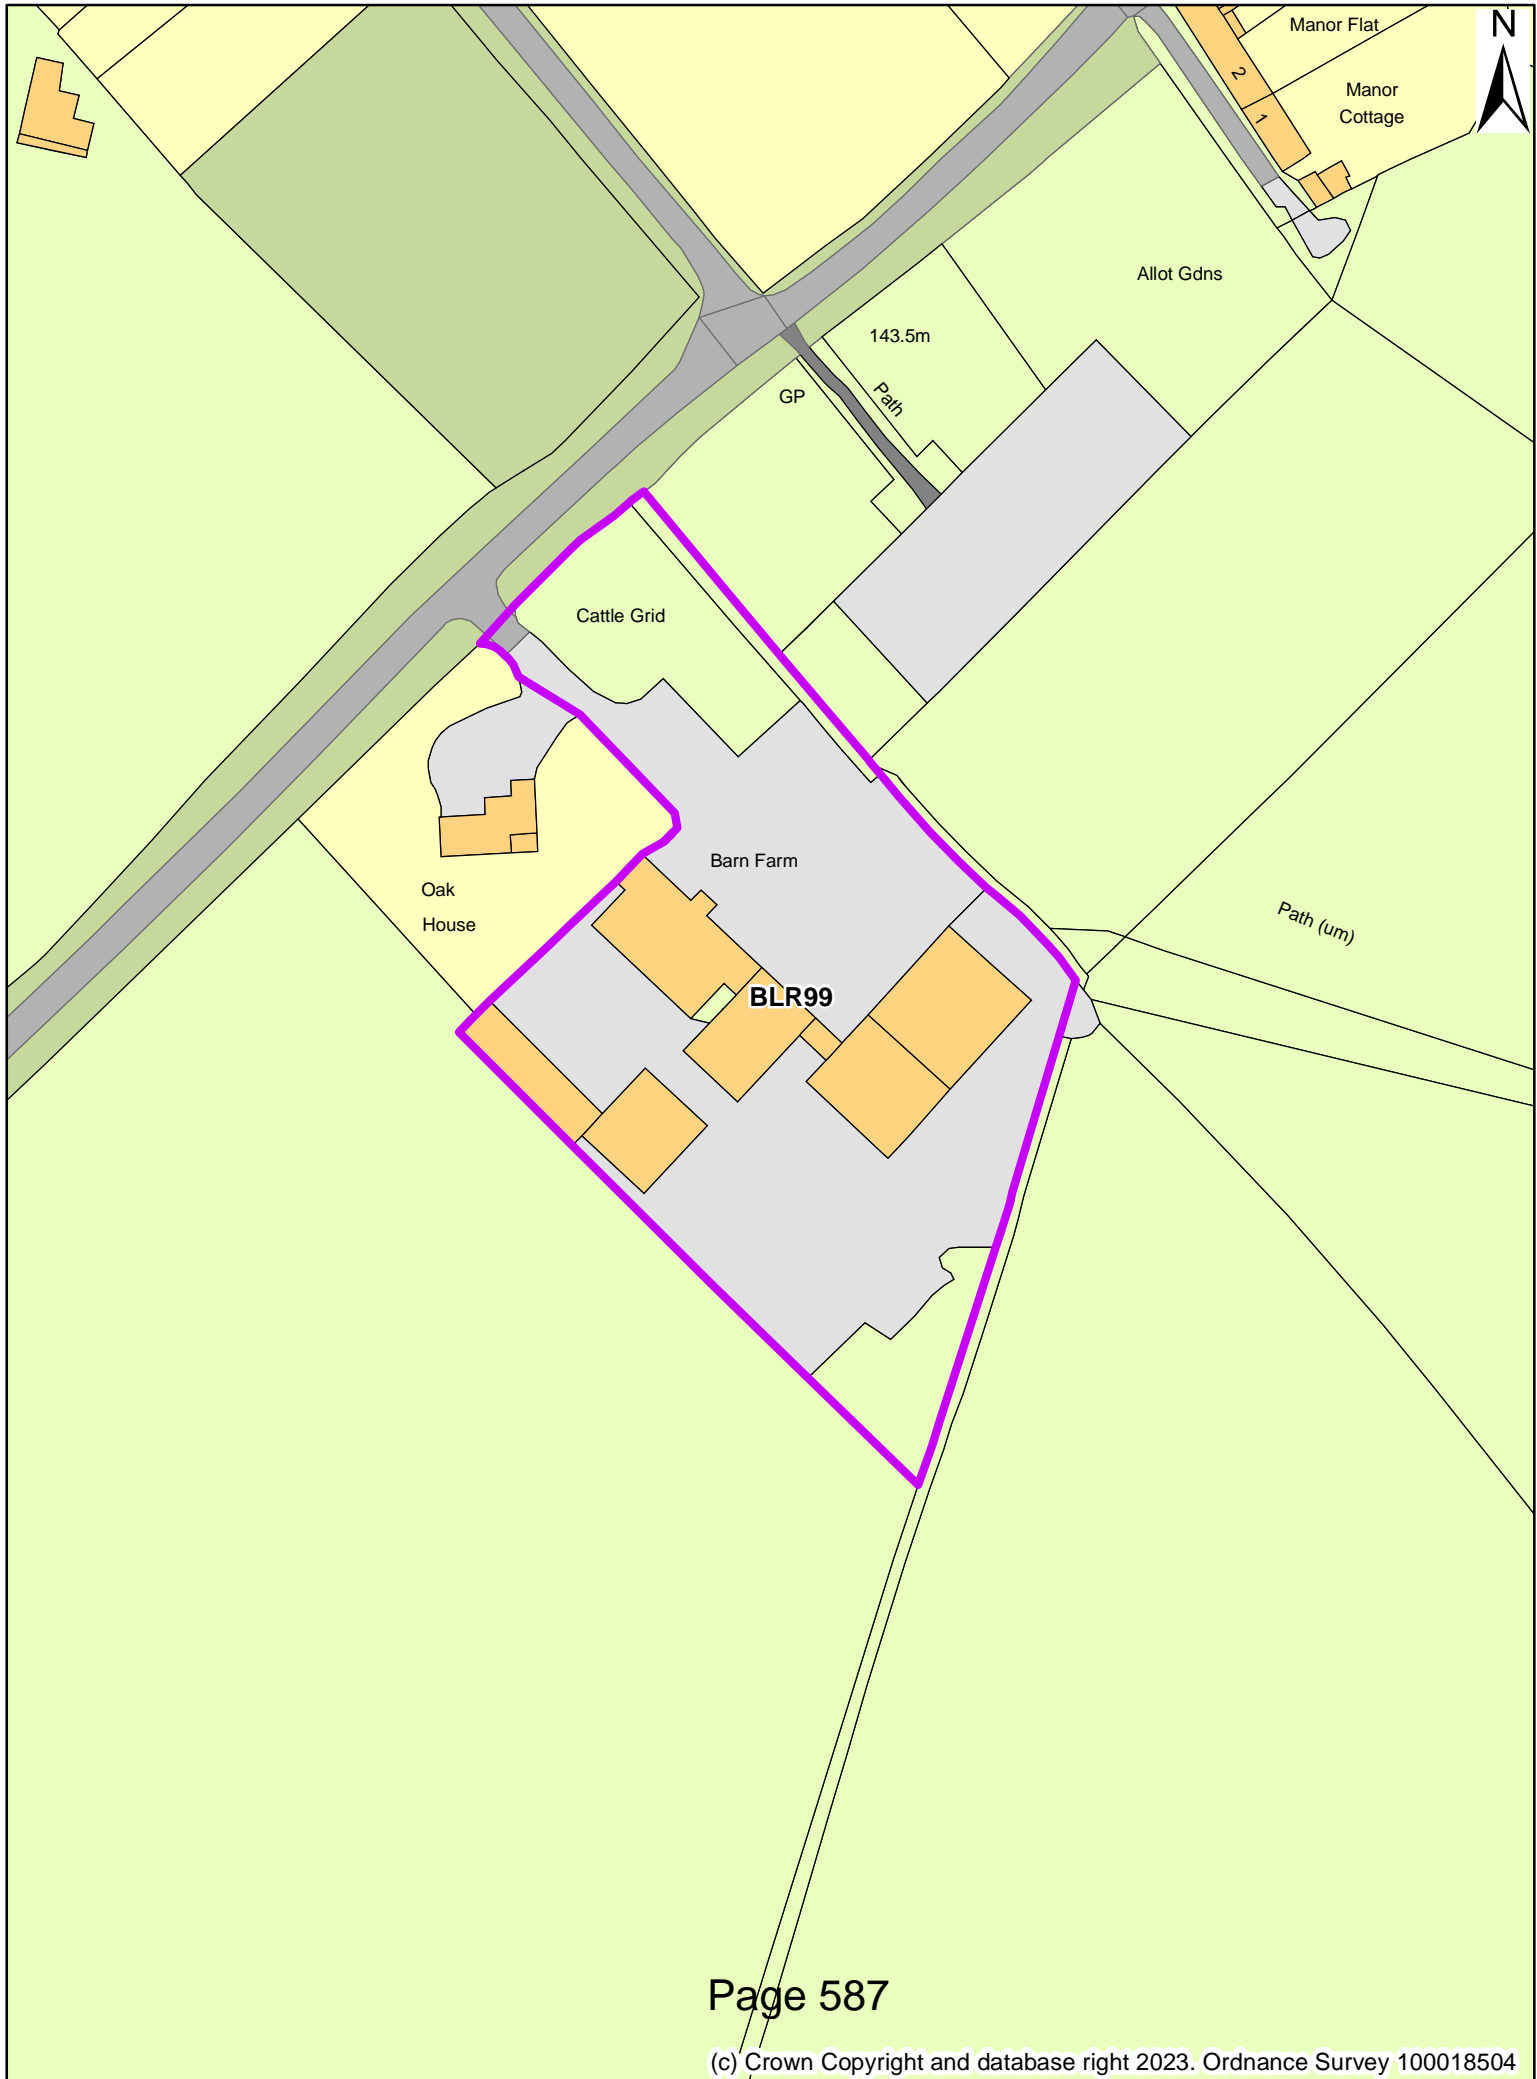 Manor Flat
N
2
Manor
Cottage
1
Allot Gdns
143.5m
GP
Path
Cattle Grid
Barn Farm
Oak
House
Path (um)
BLR99
Page 587
(c) Crown Copyright and database right 2023. Ordnance Survey 100018504